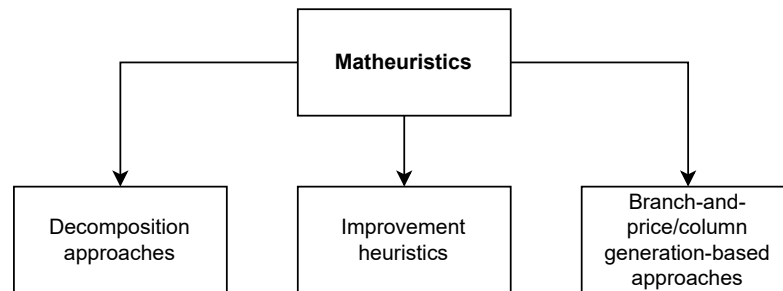 Matheuristics
Decomposition
approaches
Improvement
heuristics
Branch-and-
price/column
generation-based
approaches